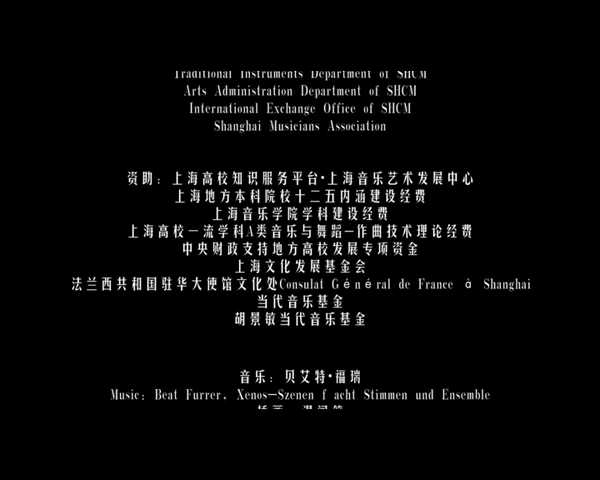 Traditional Instruments Department of SHCM
Arts Administration Department of SHCM
International Exchange Office of SHCM
Shanghai Musicians Association
资助：上海高校知识服务平台·上海音乐艺术发展中心
上海地方本科院校十二五内涵建设经费
上海音乐学院学科建设经费
上海高校一流学科A类音乐与舞蹈—作曲技术理论经费
中央财政支持地方高校发展专项资金
上海文化发展基金会
法兰西共和国驻华大使馆文化处Consulat Général de France à Shanghai
当代音乐基金
胡景敏当代音乐基金
音乐：贝艾特·福瑞
Music：Beat Furrer、Xenos—Szenen f acht Stimmen und Ensemble